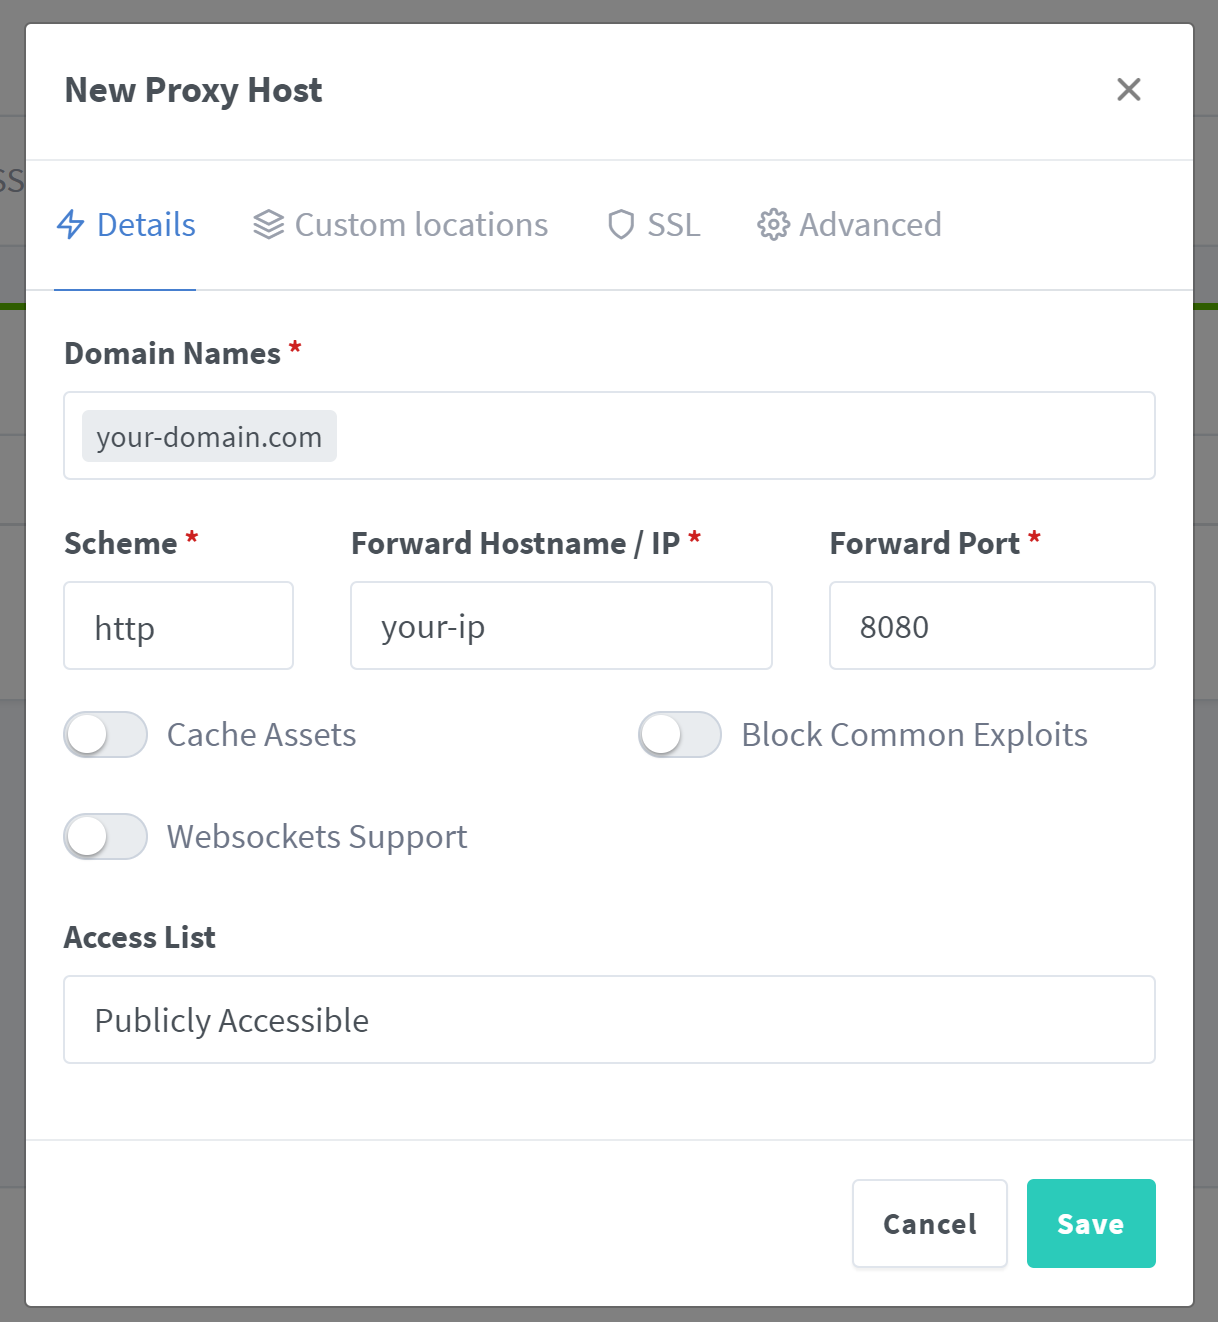 New Proxy Host
SS
Details Custom locations SSL Advanced
Domain Names *
your-domain.com
Scheme * Forward Hostname / IP * Forward Port *
http your-ip 8080
Cache Assets Block Common Exploits
Websockets Support
Access List
Publicly Accessible
Cancel Save